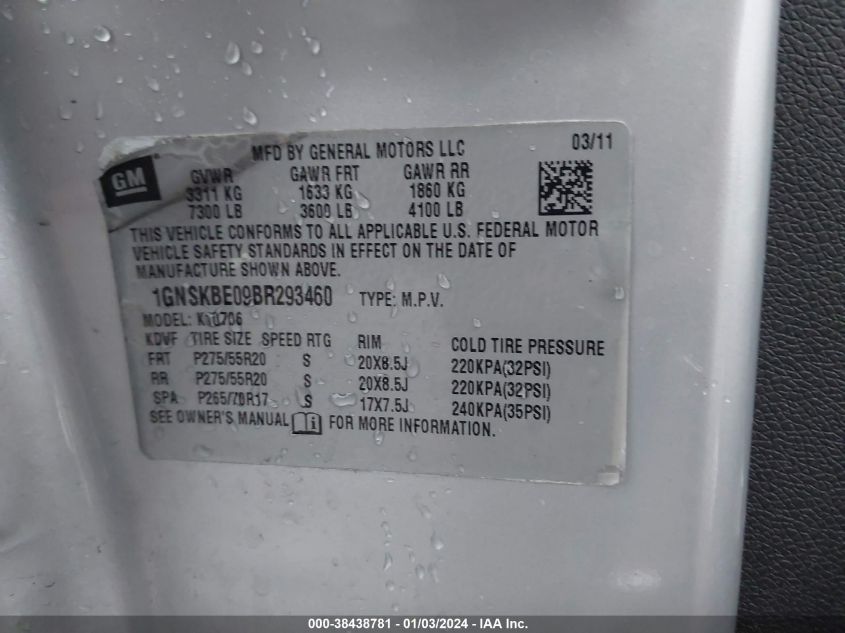 MFD BY GENERAL MOTORS LLC 03/11
GM
GVWR GAWR FRT GAWR RR
3311 KG 1633 KG 1860 KG
7300 LB 3600 LB 4100 LB
THIS VEHICLE CONFORMS TO ALL APPLICABLE U.S. FEDERAL MOTOR
VEHICLE SAFETY STANDARDS IN EFFECT ON THE DATE OF
MANUFACTURE SHOWN ABOVE.
1GNSKBE09BR293460 TYPE: M.P.V.
MODEL: K10706
KDVF TIRE SIZE SPEED RTG RIM COLD TIRE PRESSURE
FRT P275/55R20 S 20X8.5J 220KPA(32PSI)
RR P275/55R20 S 20X8.5J 220KPA(32PSI)
SPA P265/70R17 S 17X7.5J 240KPA(35PSI)
SEE OWNER'S MANUAL FOR MORE INFORMATION.
000-38438781 - 01/03/2024 - IAA Inc.